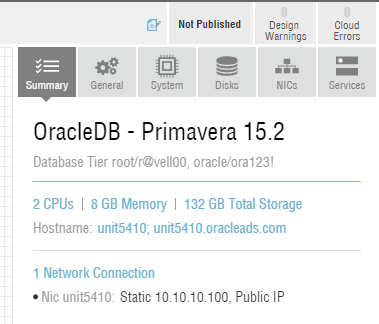 Not Published
0
Design
Warnings
0
Cloud
Errors
Summary
General
System
Disks
NICs
Services
OracleDB - Primavera 15.2
Database Tier root/r@vell00, oracle/ora123!
2 CPUs | 8 GB Memory | 132 GB Total Storage
Hostname: unit5410; unit5410.oracleads.com
1 Network Connection
• Nic unit5410: Static 10.10.10.100, Public IP